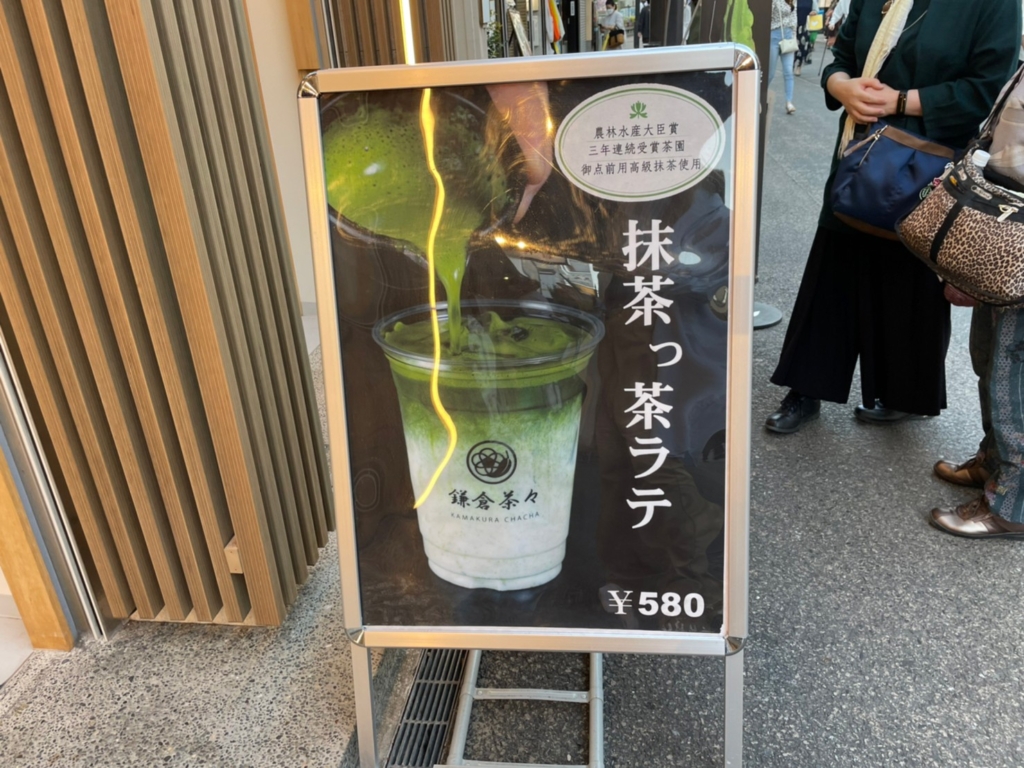 農林水産大臣賞
三年連続受賞茶園
御点前用高級抹茶使用
抹茶っ茶ラテ
鎌倉茶々
KAMAKURA CHACHA
¥580